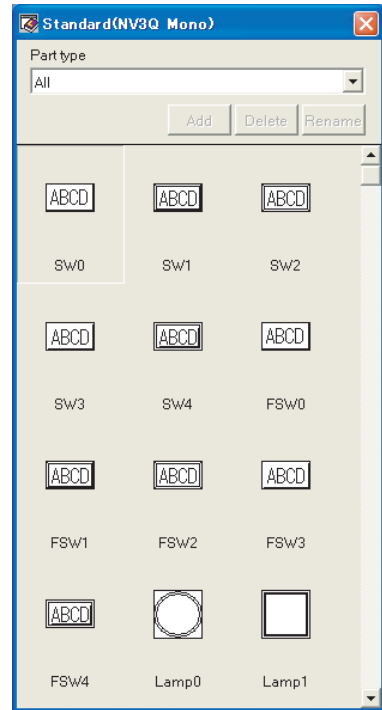 Standard(NV3Q Mono)
Part type
All
Add Delete Rename
ABCD ABCD ABCD
SW0 SW1 SW2
ABCD ABCD ABCD
SW3 SW4 FSW0
ABCD ABCD ABCD
FSW1 FSW2 FSW3
ABCD
FSW4 Lamp0 Lamp1